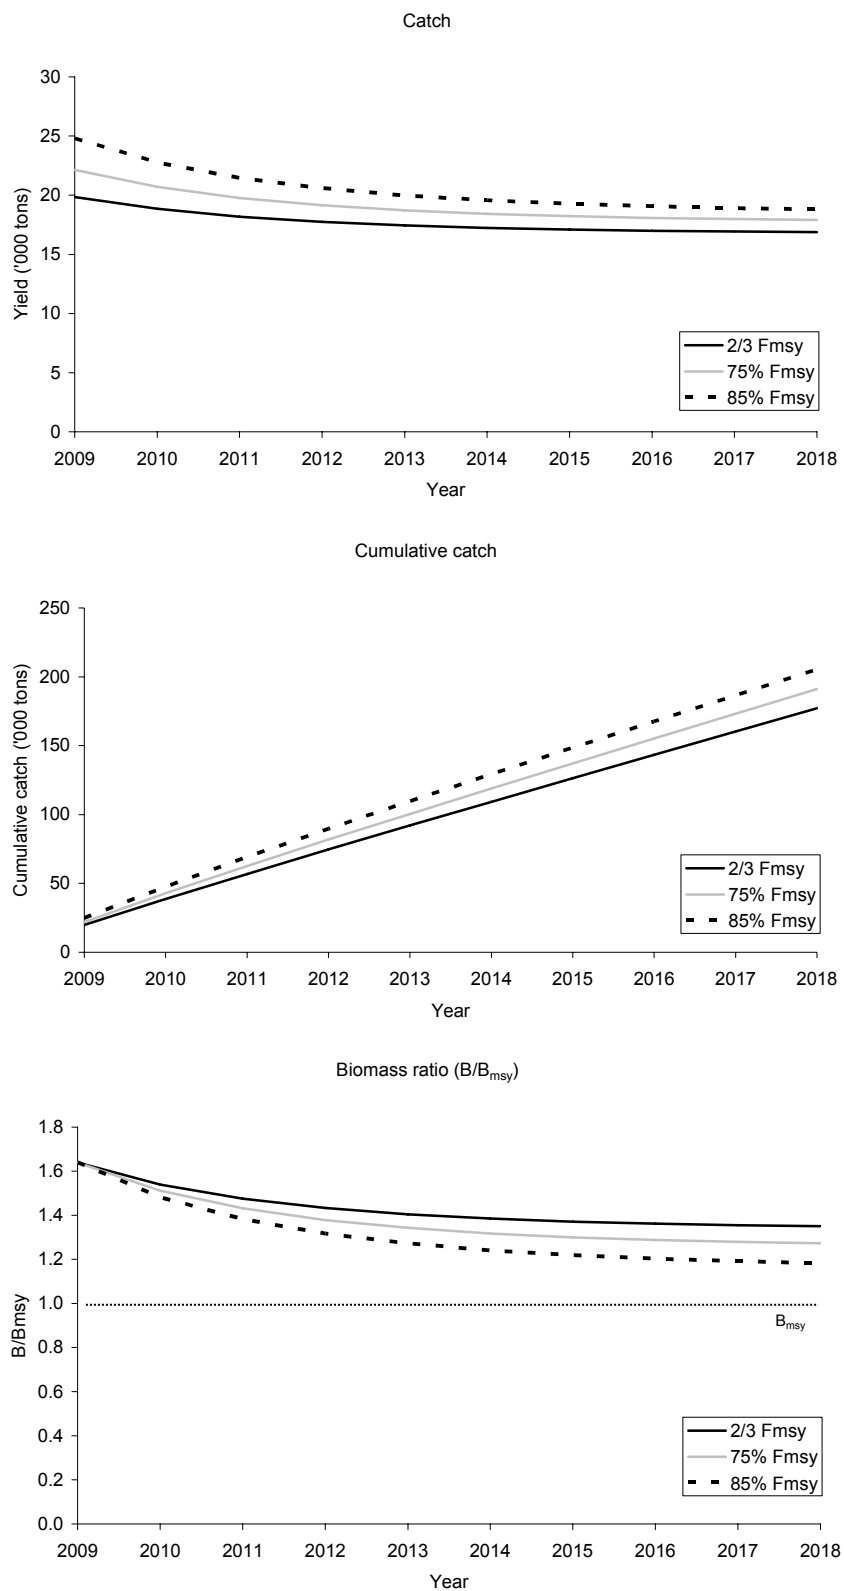 Catch
30
25
20
15
10
5
0
Yield ('000 tons)
2009 2010 2011 2012 2013 2014 2015 2016 2017 2018
Year
2/3 Fmsy
75% Fmsy
85% Fmsy
Cumulative catch
250
200
150
100
50
0
Cumulative catch ('000 tons)
2009 2010 2011 2012 2013 2014 2015 2016 2017 2018
Year
2/3 Fmsy
75% Fmsy
85% Fmsy
Biomass ratio (B/Bmsy)
1.8
1.6
1.4
1.2
1.0
0.8
0.6
0.4
0.2
0.0
B/Bmsy
Bmsy
2009 2010 2011 2012 2013 2014 2015 2016 2017 2018
Year
2/3 Fmsy
75% Fmsy
85% Fmsy